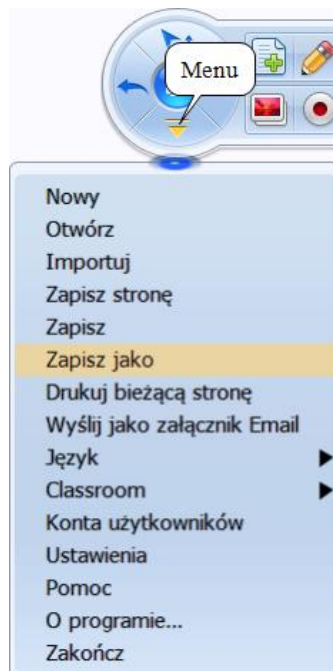 Menu
Nowy
Otwórz
Importuj
Zapisz stronę
Zapisz
Zapisz jako
Drukuj bieżącą stronę
Wyślij jako załącznik Email
Język
Classroom
Konta użytkowników
Ustawienia
Pomoc
O programie...
Zakończ